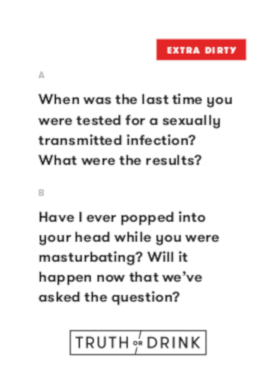 EXTRA DIRTY
A
When was the last time you
were tested for a sexually
transmitted infection?
What were the results?
B
Have I ever popped into
your head while you were
masturbating? Will it
happen now that we've
asked the question?
TRUTH OR DRINK